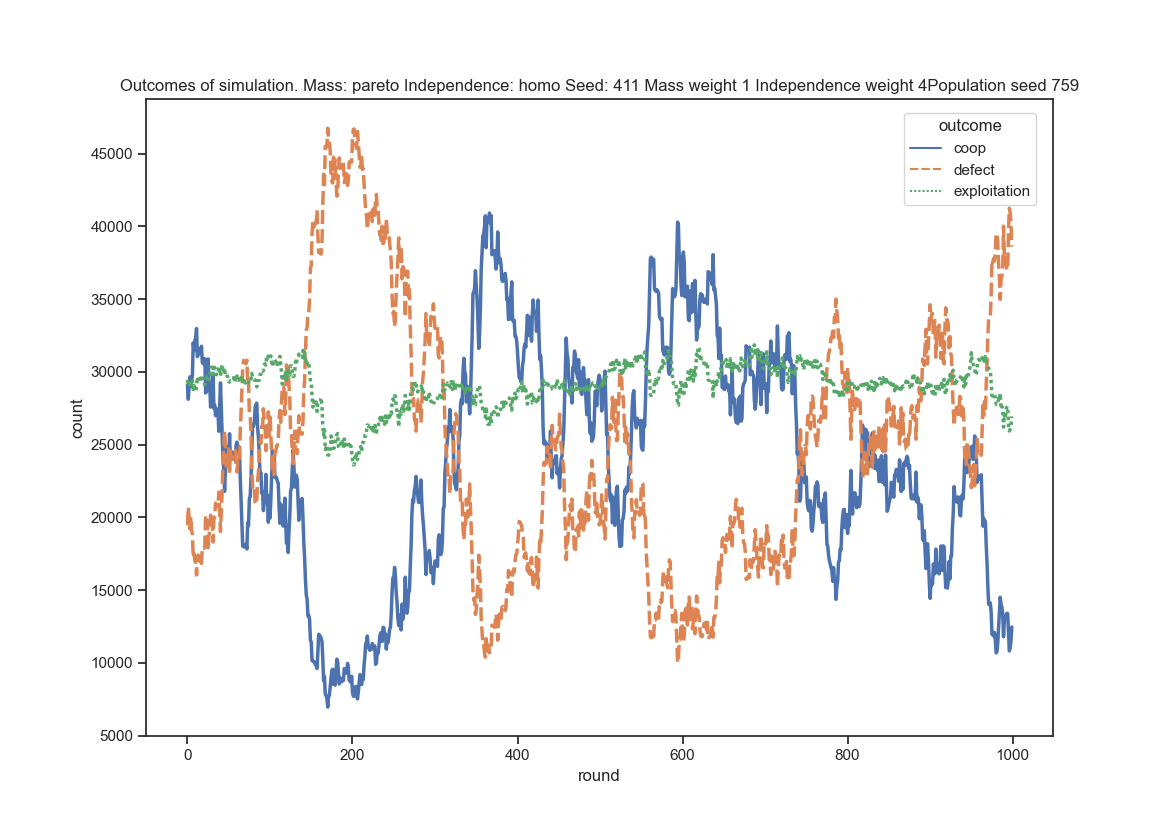 Outcomes of simulation. Mass: pareto Independence: homo Seed: 411 Mass weight 1 Independence weight 4Population seed 759
outcome
coop
defect
exploitation
45000
40000
35000
30000
25000
20000
15000
10000
5000
count
0
200
400
600
800
1000
round